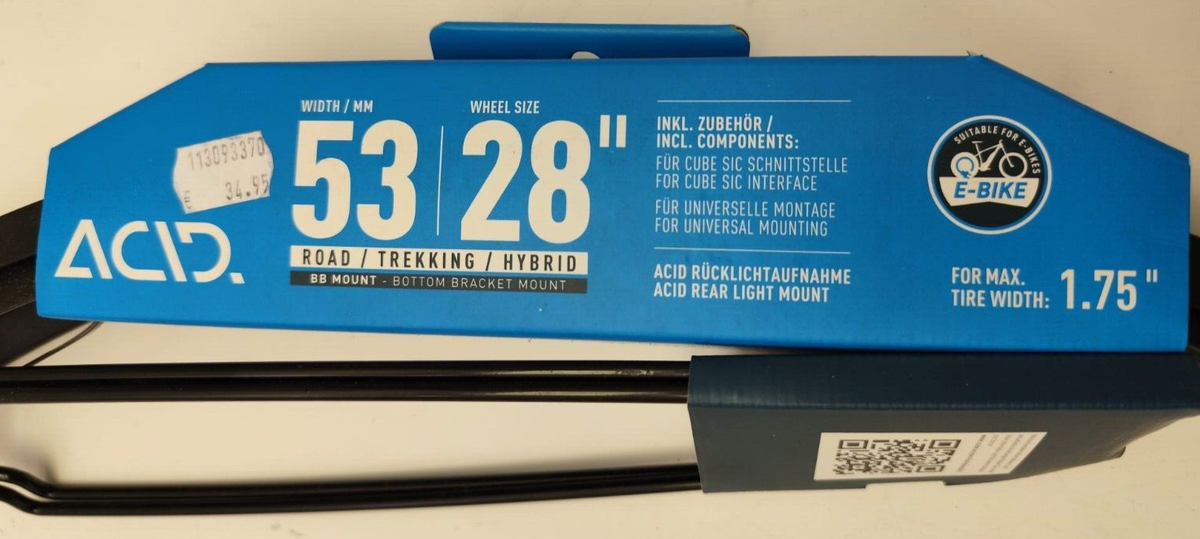 113093370
€ 34.95
ACID.
WIDTH / MM
53
WHEEL SIZE
28"
ROAD / TREKKING / HYBRID
BB MOUNT - BOTTOM BRACKET MOUNT
INKL. ZUBEHÖR /
INCL. COMPONENTS:
FÜR CUBE SIC SCHNITTSTELLE
FOR CUBE SIC INTERFACE
FÜR UNIVERSELLE MONTAGE
FOR UNIVERSAL MOUNTING
ACID RÜCKLICHTAUFNAHME
ACID REAR LIGHT MOUNT
SUITABLE FOR E-BIKES
E-BIKE
FOR MAX.
TIRE WIDTH: 1.75"